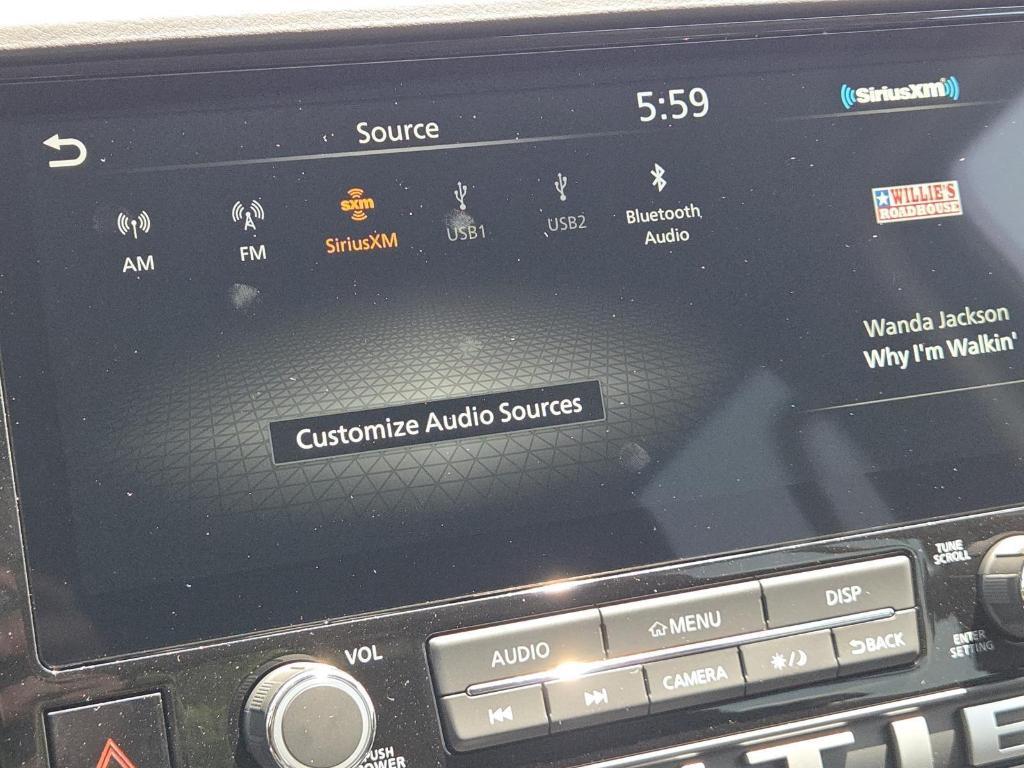 Source
5:59
SiriusXM
AM
FM
sxm
SiriusXM
USB1
USB2
Bluetooth
Audio
WILLIE'S
ROADHOUSE
Wanda Jackson
Why I'm Walkin'
Customize Audio Sources
TUNE
SCROLL
VOL
AUDIO
MENU
DISP
CAMERA
BACK
ENTER
SETTING
PUSH
POWER